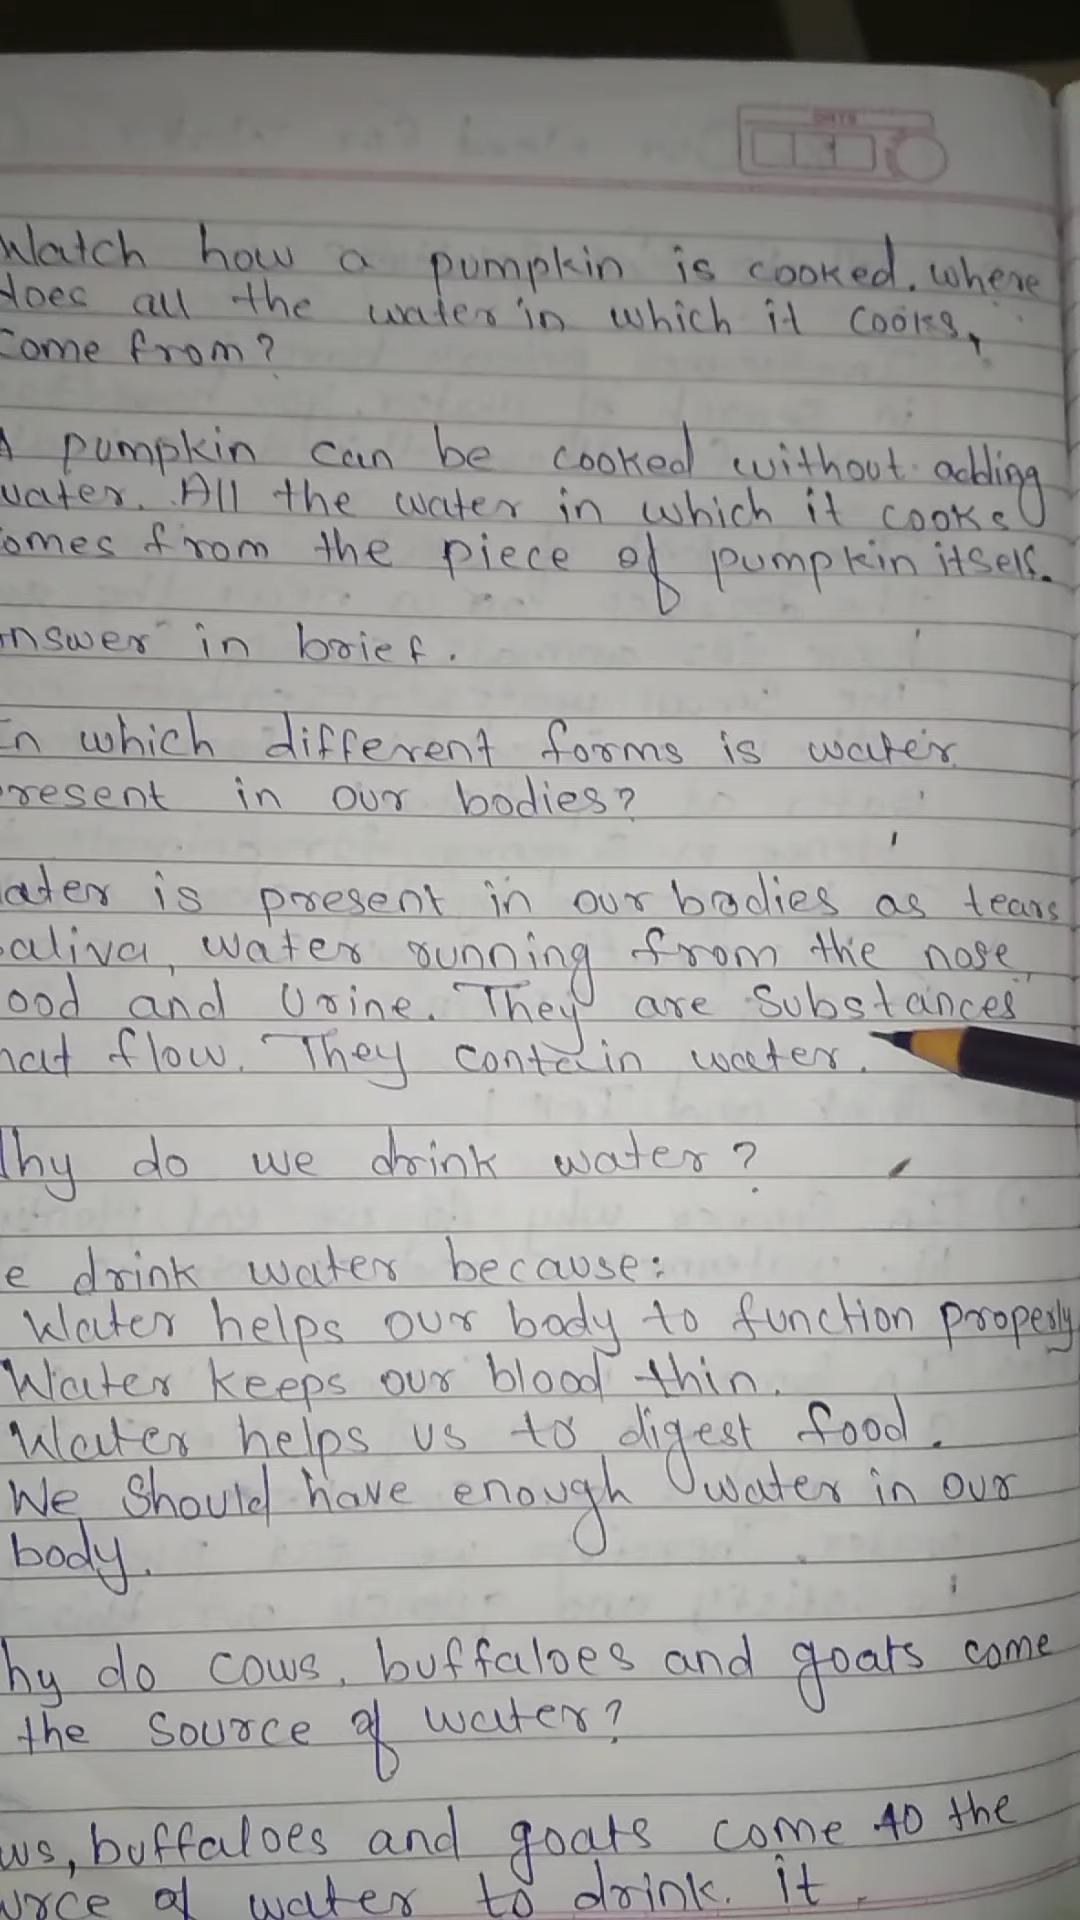 DATE
Watch how a pumpkin is cooked. where
does all the water in which it cooks,
come from?
A pumpkin can be cooked without adding
water. All the water in which it cooks
comes from the piece of pumpkin itself.
nswer in brief.
In which different forms is water
present in our bodies?
ater is present in our bodies as tears
saliva, water running from the nose,
ood and Urine. They are Substances
hat flow. They contain water.
Why do we drink water?
e drink water because:
Water helps our body to function properly
Water keeps our blood thin.
Water helps us to digest food.
We Should have enough water in our
body.
hy do cows, buffaloes and goats come
the source of water?
ws, buffaloes and goats come to the
urce of water to drink. it.